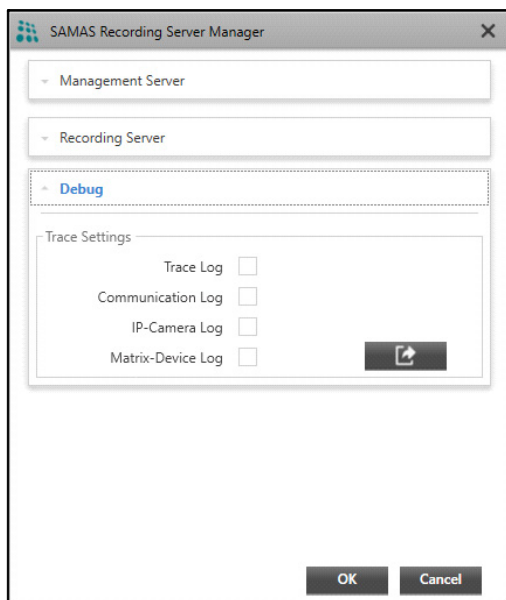 SAMAS Recording Server Manager
Management Server
Recording Server
Debug
Trace Settings
Trace Log
Communication Log
IP-Camera Log
Matrix-Device Log
OK Cancel